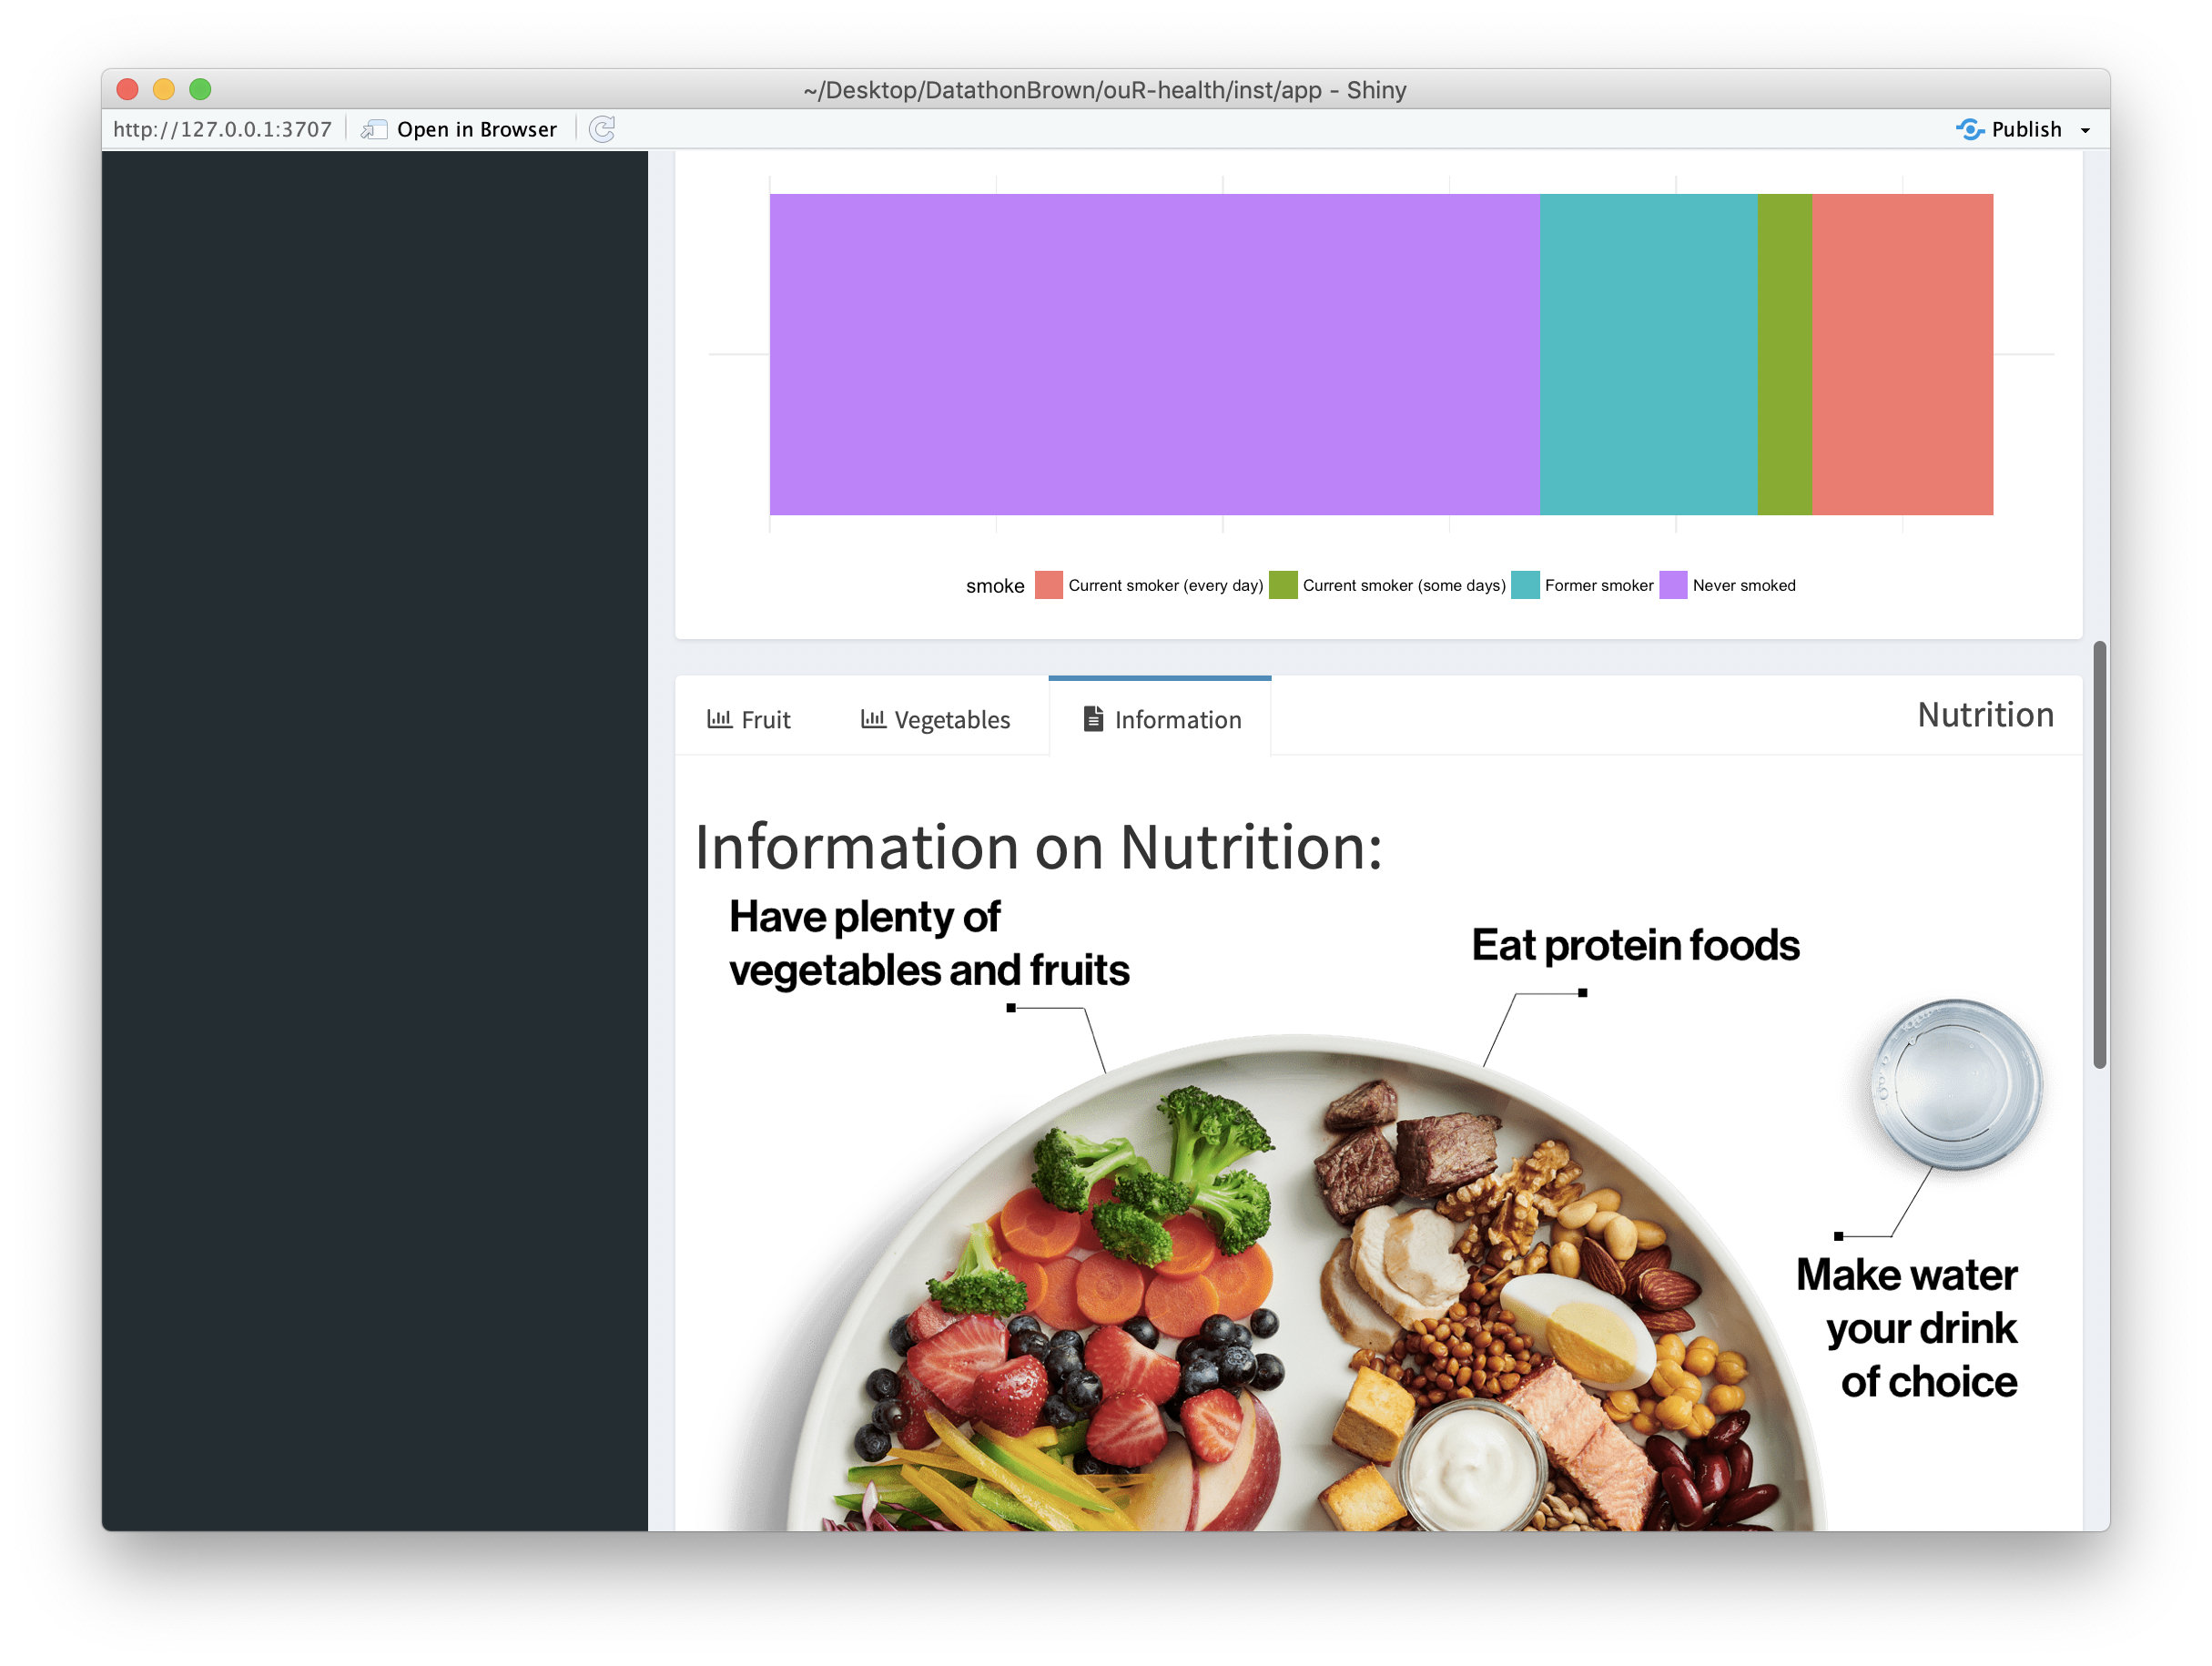 ~/Desktop/DatathonBrown/ouR-health/inst/app - Shiny
http://127.0.0.1:3707 Open in Browser Publish
smoke Current smoker (every day) Current smoker (some days) Former smoker Never smoked
Fruit Vegetables Information Nutrition
Information on Nutrition:
Have plenty of
vegetables and fruits
Eat protein foods
Make water
your drink
of choice